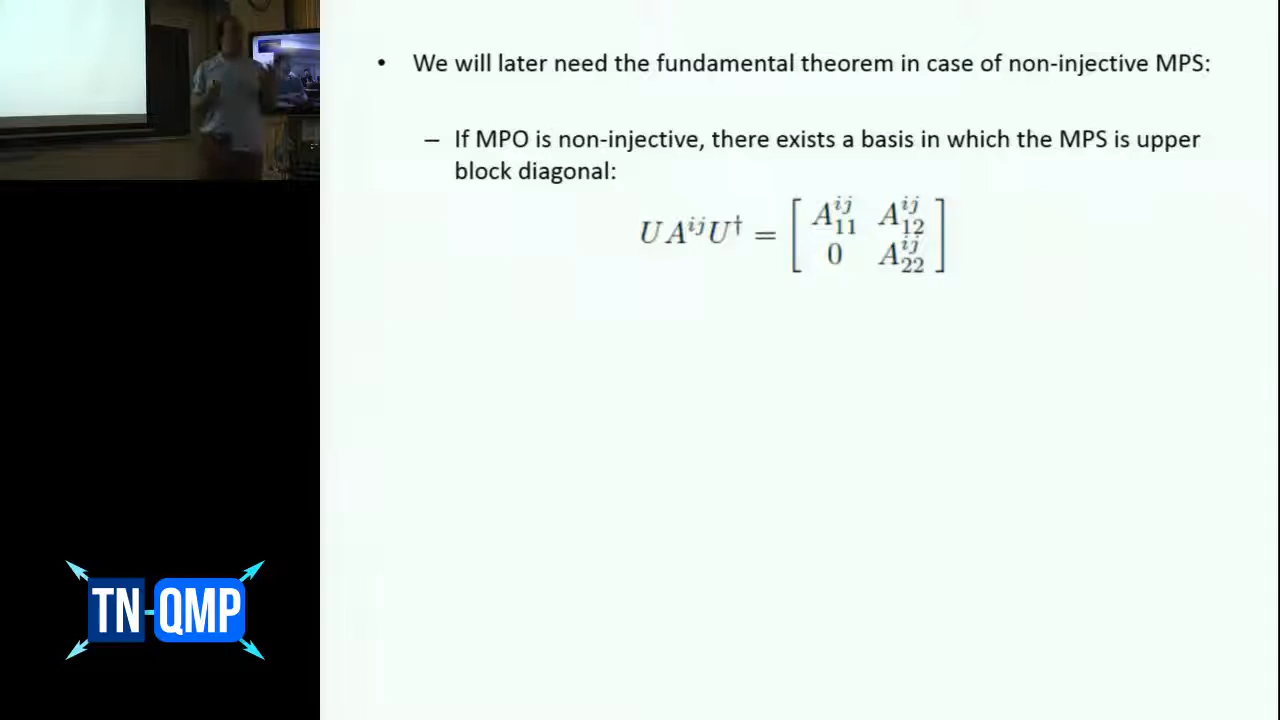 • We will later need the fundamental theorem in case of non-injective MPS:
– If MPO is non-injective, there exists a basis in which the MPS is upper
block diagonal:
U A^{ij} U^† = [ A_{11}^{ij} A_{12}^{ij}
0 A_{22}^{ij} ]
TN-QMP